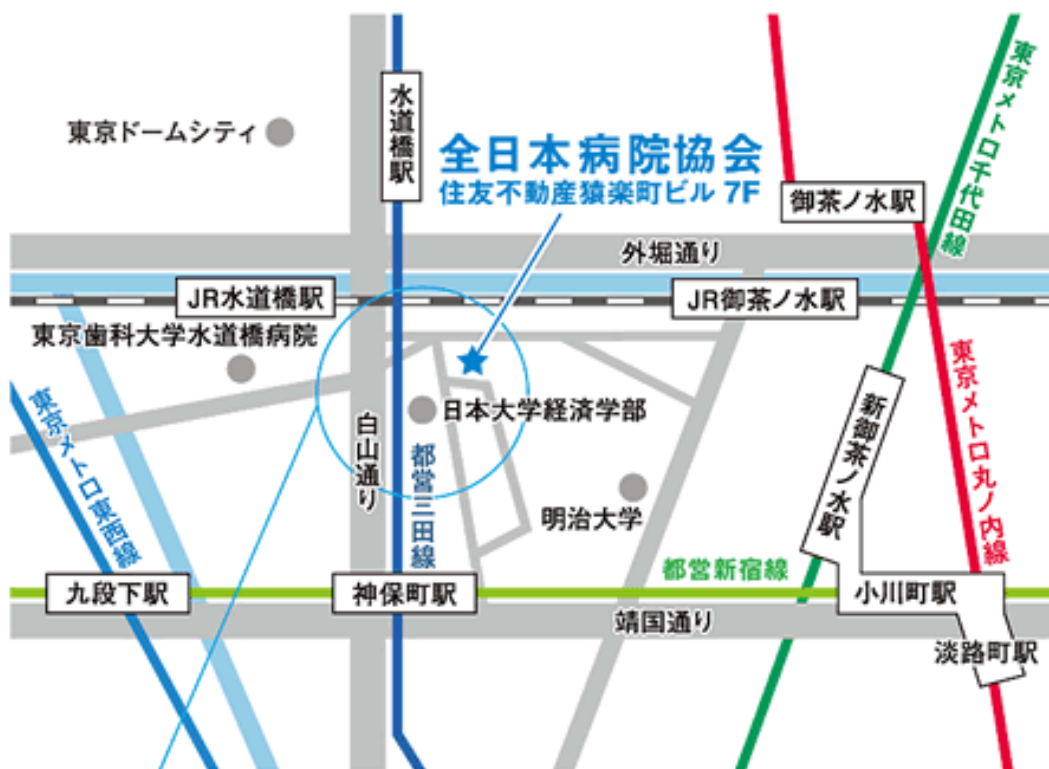 東京ドームシティ
水道橋駅
全日本病院協会
住友不動産猿楽町ビル 7F
御茶ノ水駅
東京メトロ千代田線
外堀通り
JR水道橋駅
JR御茶ノ水駅
東京歯科大学水道橋病院
東京メトロ東西線
白山通り
日本大学経済学部
都営三田線
明治大学
新御茶ノ水駅
東京メトロ丸ノ内線
都営新宿線
九段下駅
神保町駅
小川町駅
靖国通り
淡路町駅